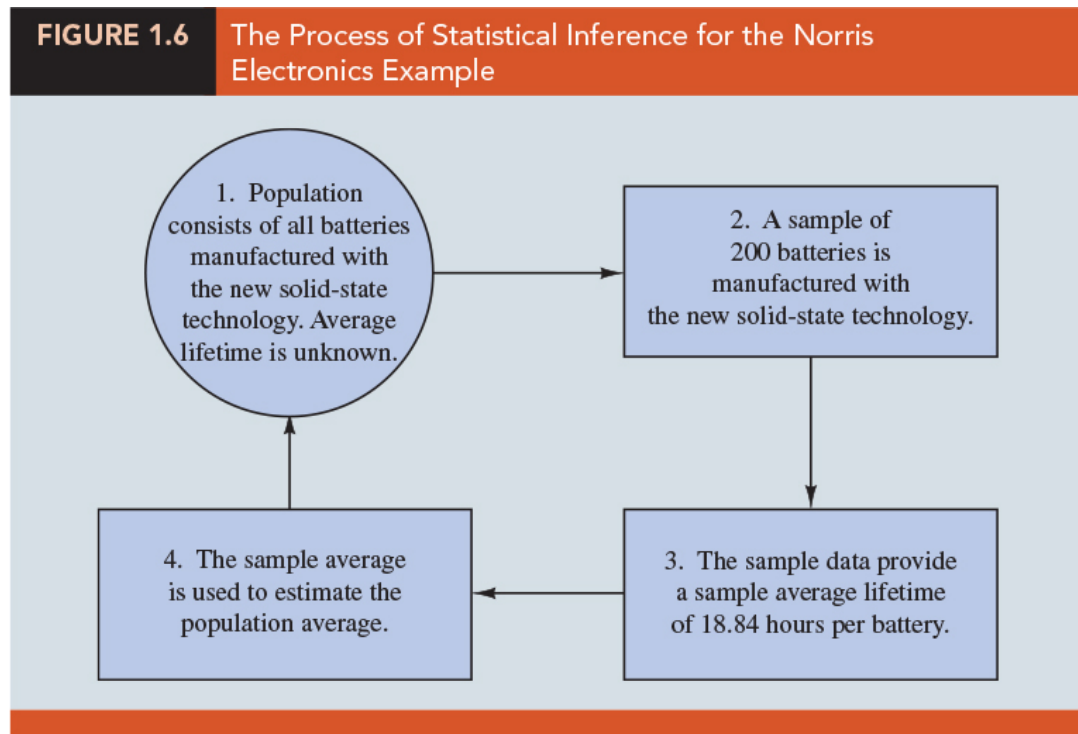 FIGURE 1.6
The Process of Statistical Inference for the Norris
Electronics Example
1. Population
consists of all batteries
manufactured with
the new solid-state
technology. Average
lifetime is unknown.
2. A sample of
200 batteries is
manufactured with
the new solid-state technology.
3. The sample data provide
a sample average lifetime
of 18.84 hours per battery.
4. The sample average
is used to estimate the
population average.